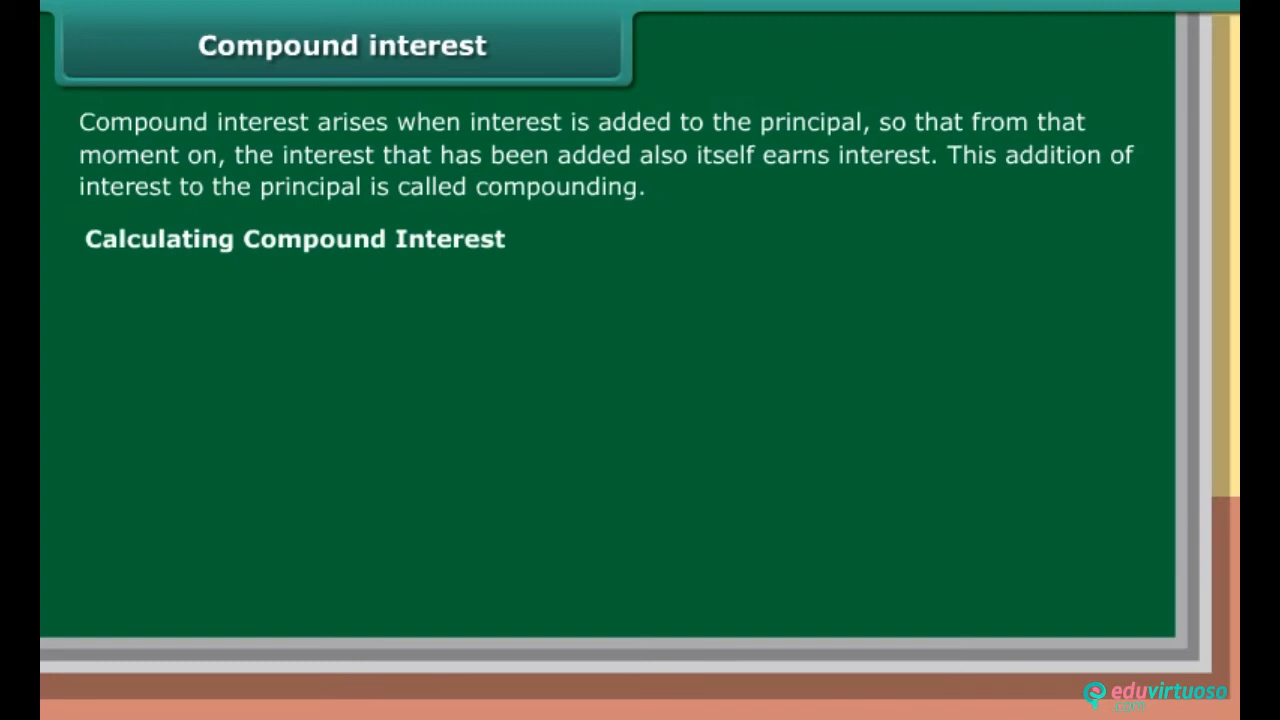 Compound interest
Compound interest arises when interest is added to the principal, so that from that
moment on, the interest that has been added also itself earns interest. This addition of
interest to the principal is called compounding.
Calculating Compound Interest
eduvirtuoso
.com